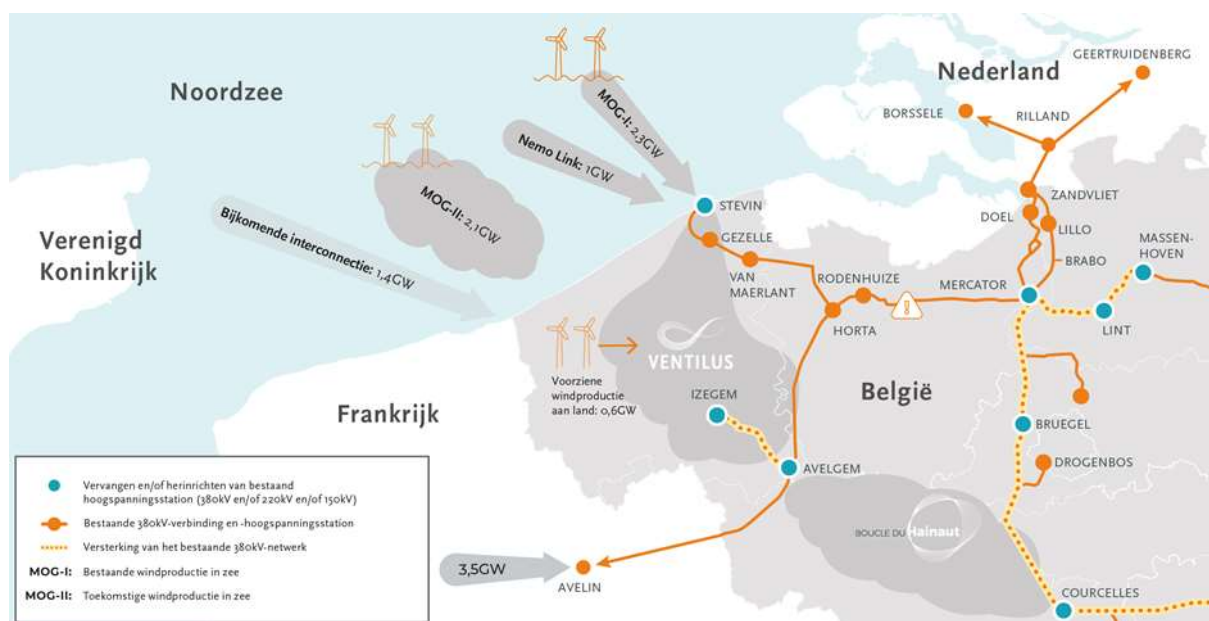 GEERTRUIDENBERG
Nederland
Noordzee
MOG-I: 2,3GW
BORSSELE
RILLAND
Nemo Link: 1GW
MOG-II: 2,1GW
ZANDVLIET
STEVIN
DOEL
LILLO
Bijkomende interconnectie: 1,4GW
Verenigd
Koninkrijk
GEZELLE
MASSEN-
HOVEN
BRABO
VAN
MAERLANT
RODENHUIZE
MERCATOR
!
HORTA
LINT
VENTILUS
Voorziene
windproductie
aan land: 0,6GW
IZEGEM
België
Frankrijk
BRUEGEL
AVELGEM
DROGENBOS
Vervangen en/of herinrichten van bestaand
hoogspanningsstation (380kV en/of 220kV en/of 150kV)
Bestaande 380kV-verbinding en -hoogspanningsstation
Versterking van het bestaande 380kV-netwerk
MOG-I: Bestaande windproductie in zee
MOG-II: Toekomstige windproductie in zee
BOUCLE DU Hainaut
3,5GW
AVELIN
COURCELLES